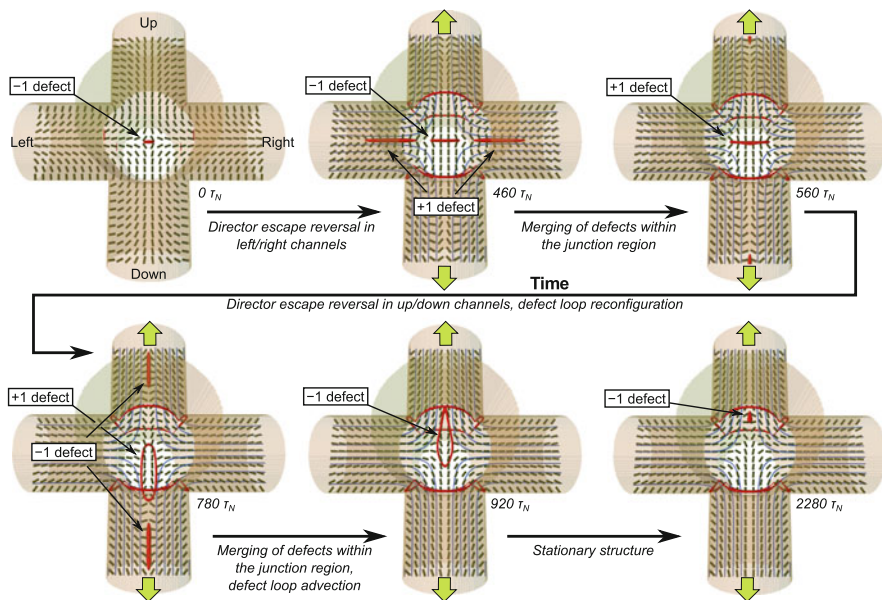 Up
−1 defect
Left
Right
0 τN
Down
Director escape reversal in
left/right channels
−1 defect
+1 defect
460 τN
Merging of defects within
the junction region
+1 defect
560 τN
Time
Director escape reversal in up/down channels, defect loop reconfiguration
+1 defect
−1 defect
780 τN
Merging of defects within
the junction region,
defect loop advection
−1 defect
920 τN
Stationary structure
−1 defect
2280 τN